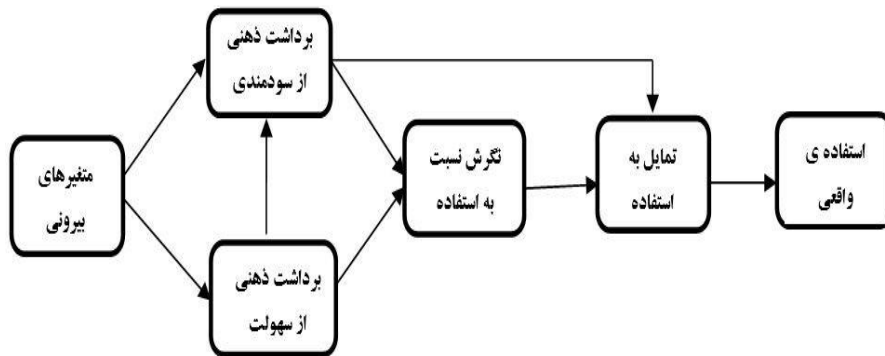 برداشت ذهنی
از سودمندی
متغیرهای
بیرونی
برداشت ذهنی
از سهولت
نگرش نسبت
به استفاده
تمایل به
استفاده
استفاده ی
واقعی